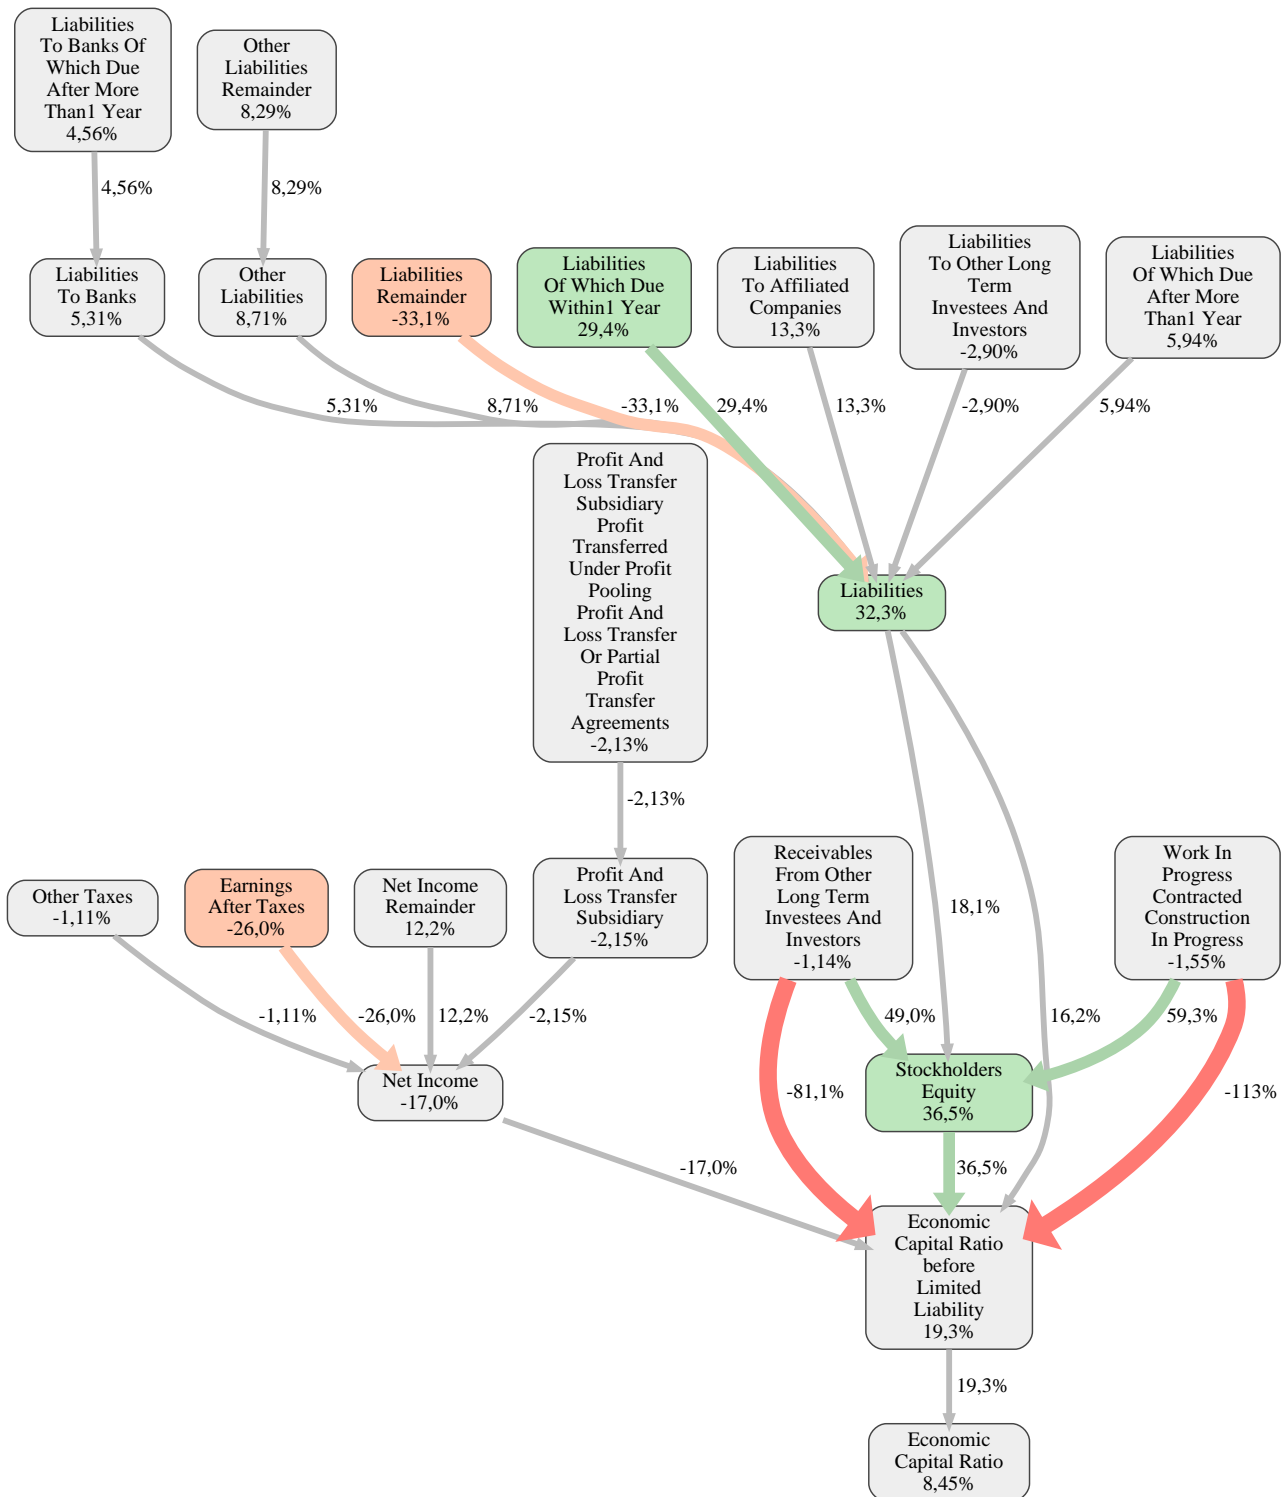 Liabilities
To Banks Of
Which Due
After More
Than1 Year
4,56%
Other
Liabilities
Remainder
8,29%
4,56%
8,29%
Liabilities
To Banks
5,31%
Other
Liabilities
8,71%
Liabilities
Remainder
-33,1%
Liabilities
Of Which Due
Within1 Year
29,4%
Liabilities
To Affiliated
Companies
13,3%
Liabilities
To Other Long
Term
Investees And
Investors
-2,90%
Liabilities
Of Which Due
After More
Than1 Year
5,94%
5,31%
8,71%
-33,1%
29,4%
13,3%
-2,90%
5,94%
Profit And
Loss Transfer
Subsidiary
Profit
Transferred
Under Profit
Pooling
Profit And
Loss Transfer
Or Partial
Profit
Transfer
Agreements
-2,13%
Liabilities
32,3%
-2,13%
Other Taxes
-1,11%
Earnings
After Taxes
-26,0%
Net Income
Remainder
12,2%
Profit And
Loss Transfer
Subsidiary
-2,15%
Receivables
From Other
Long Term
Investees And
Investors
-1,14%
Work In
Progress
Contracted
Construction
In Progress
-1,55%
18,1%
-1,11%
-26,0%
12,2%
-2,15%
49,0%
16,2%
59,3%
Net Income
-17,0%
Stockholders
Equity
36,5%
-81,1%
-113%
-17,0%
36,5%
Economic
Capital Ratio
before
Limited
Liability
19,3%
19,3%
Economic
Capital Ratio
8,45%